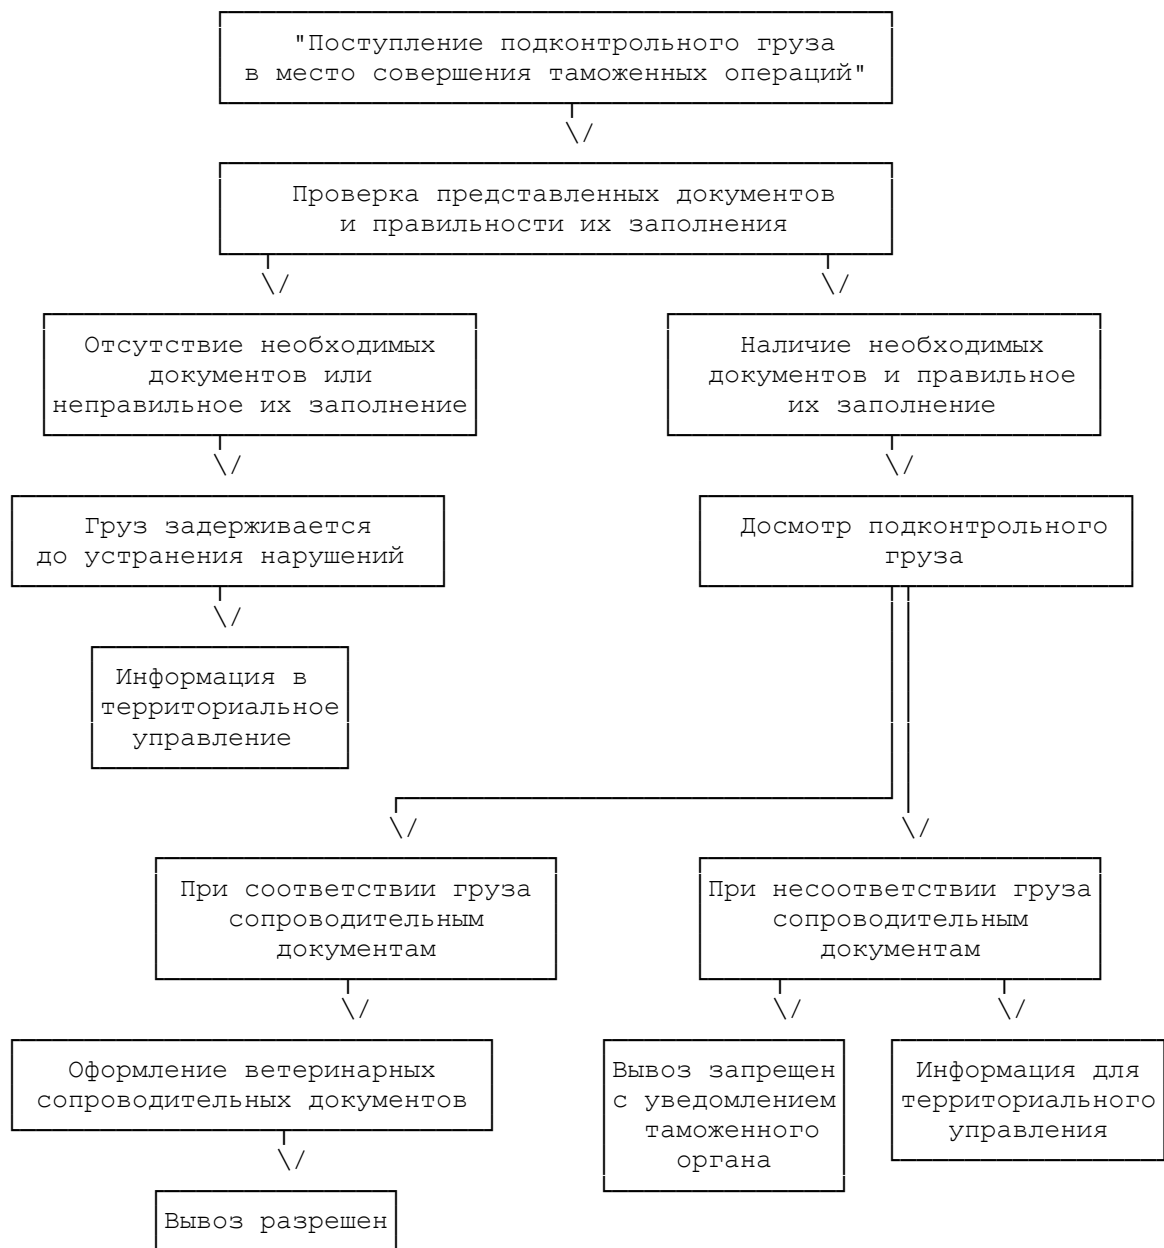 "Поступление подконтрольного груза
в место совершения таможенных операций"
Проверка представленных документов
и правильности их заполнения
Отсутствие необходимых
документов или
неправильное их заполнение
Наличие необходимых
документов и правильное
их заполнение
Груз задерживается
до устранения нарушений
Досмотр подконтрольного
груза
Информация в
территориальное
управление
При соответствии груза
сопроводительным
документам
При несоответствии груза
сопроводительным
документам
Оформление ветеринарных
сопроводительных документов
Вывоз запрещен
с уведомлением
таможенного
органа
Информация для
территориального
управления
Вывоз разрешен